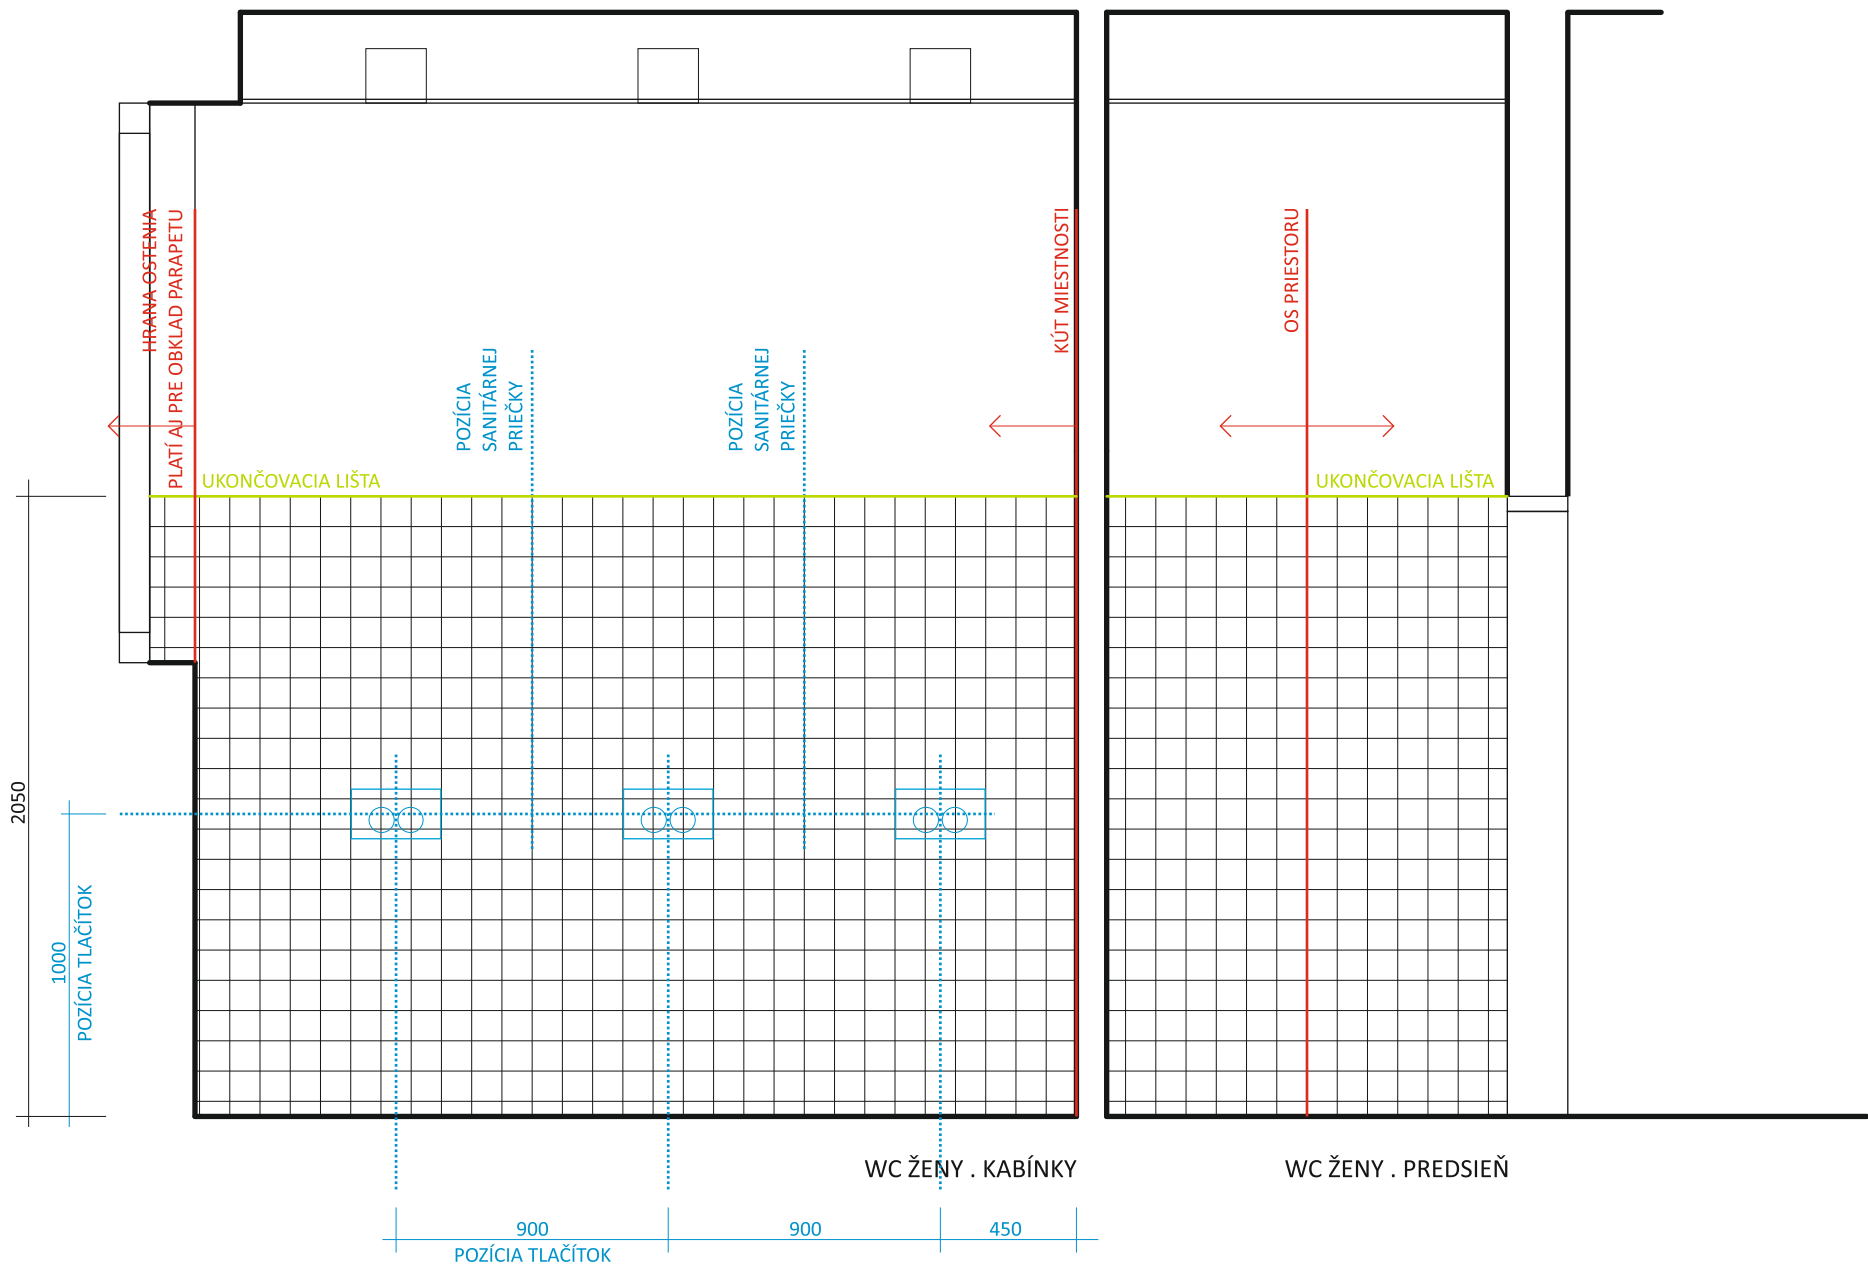 HRANA OSTENIA
PLATÍ AJ PRE OBKLAD PARAPETU
KÚT MIESTNOSTI
OS PRIESTORU
POZÍCIA
SANITÁRNEJ
PRIEČKY
POZÍCIA
SANITÁRNEJ
PRIEČKY
UKONČOVACIA LIŠTA
UKONČOVACIA LIŠTA
2050
1000
POZÍCIA TLAČÍTOK
WC ŽENY . KABÍNKY
WC ŽENY . PREDSIEŇ
900
900
450
POZÍCIA TLAČÍTOK